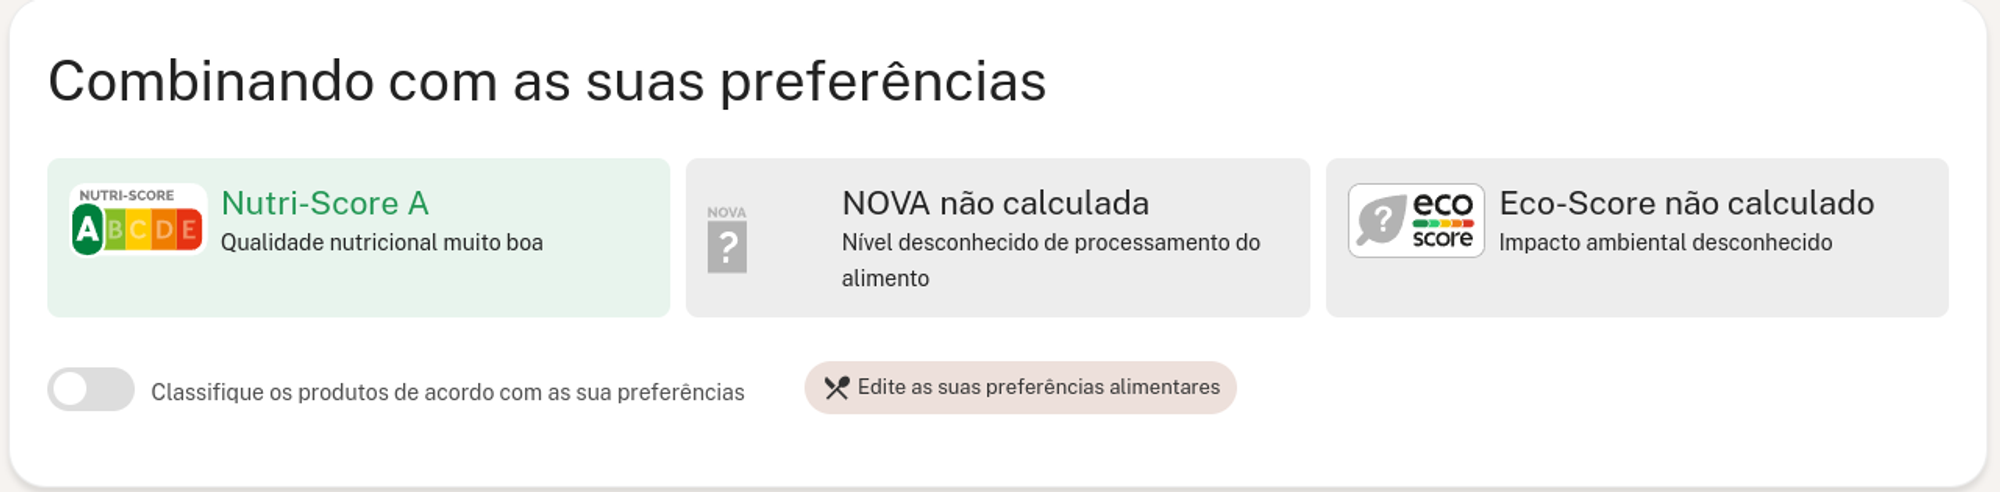 Combinando com as suas preferências
NUTRI-SCORE
A B C D E
Nutri-Score A
Qualidade nutricional muito boa
NOVA
?
NOVA não calculada
Nível desconhecido de processamento do
alimento
?
eco
score
Eco-Score não calculado
Impacto ambiental desconhecido
Classifique os produtos de acordo com as sua preferências
Edite as suas preferências alimentares